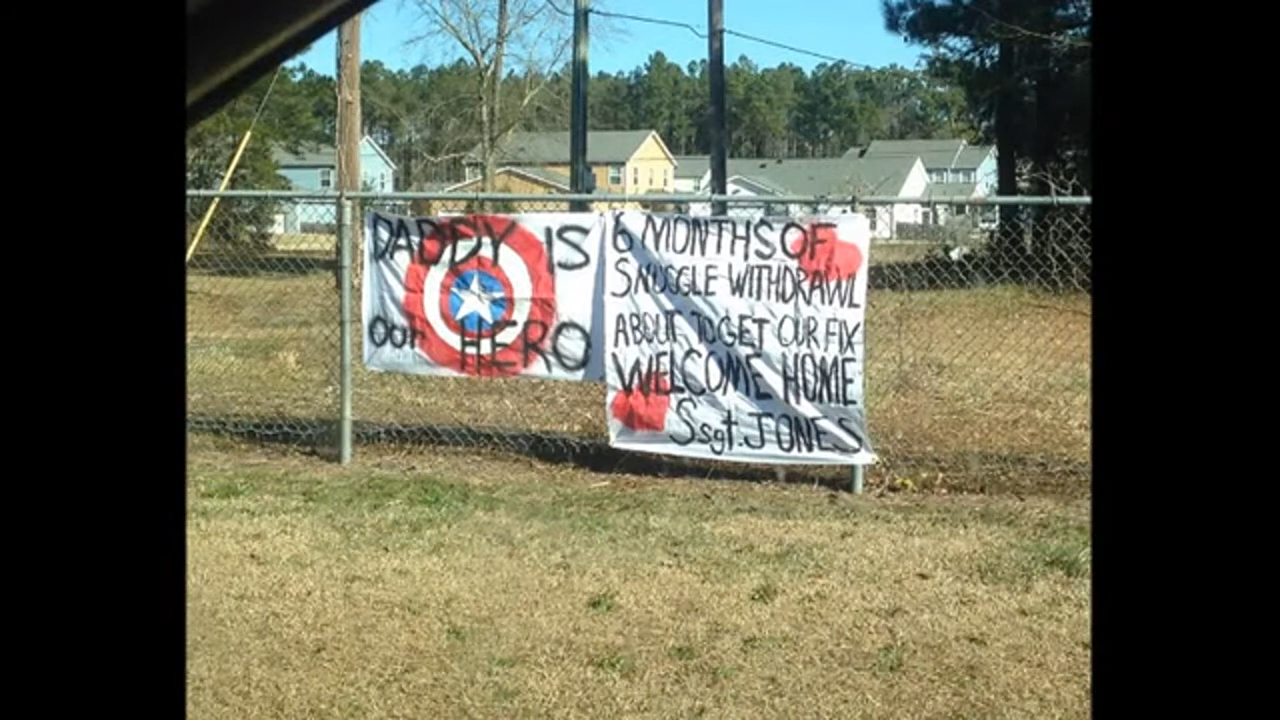 DADDY IS
our HERO
6 MONTHS OF
SNUGGLE WITHDRAWL
ABOUT TO GET OUR FIX
WELCOME HOME
Ssgt. JONES